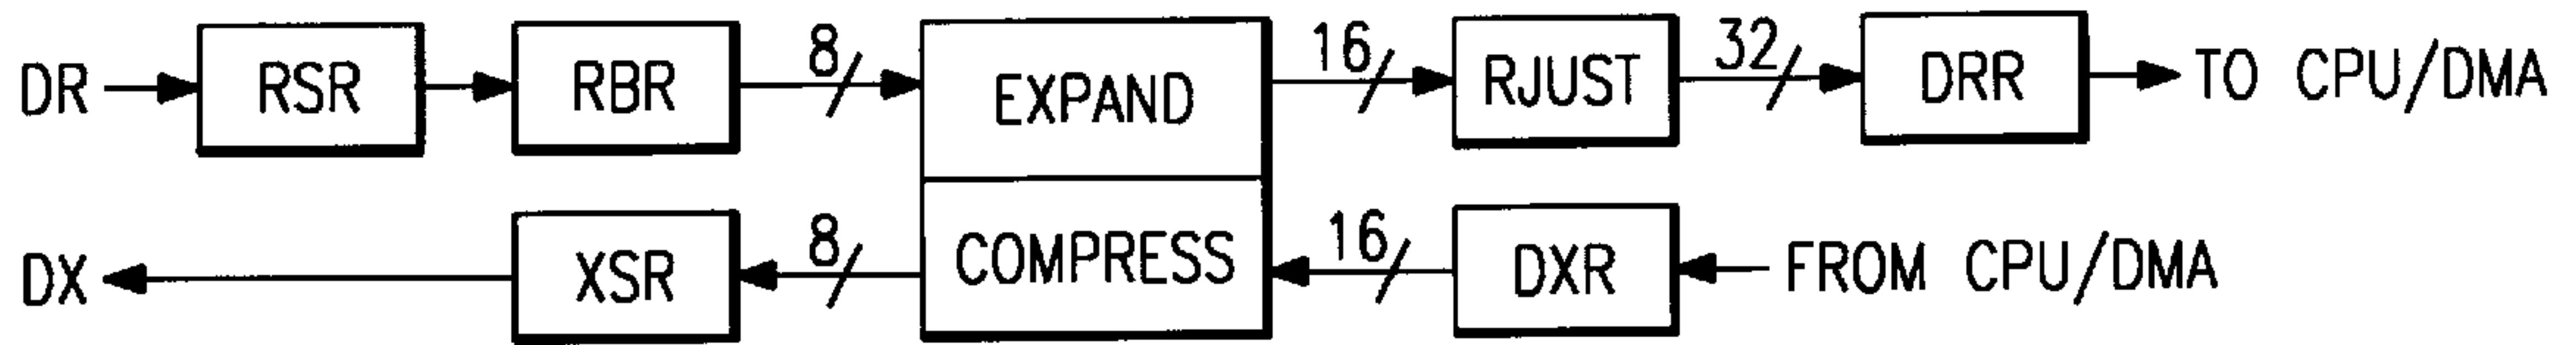 DR RSR RBR 8 EXPAND 16 RJUST 32 DRR TO CPU/DMA
DX XSR 8 COMPRESS 16 DXR FROM CPU/DMA